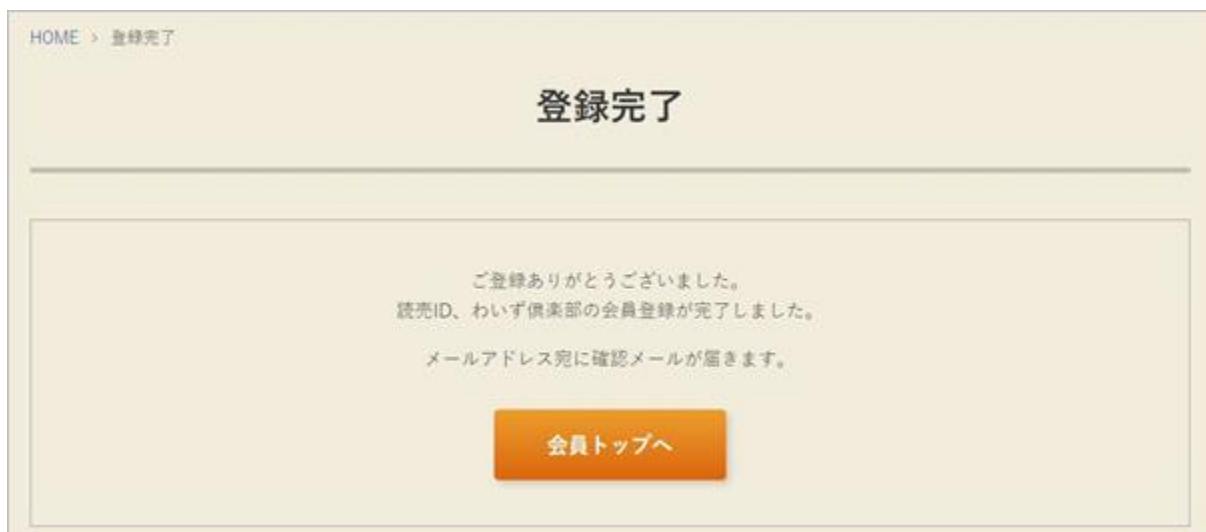 HOME > 登録完了
登録完了
ご登録ありがとうございました。
読売ID、わいず倶楽部の会員登録が完了しました。
メールアドレス宛に確認メールが届きます。
会員トップへ